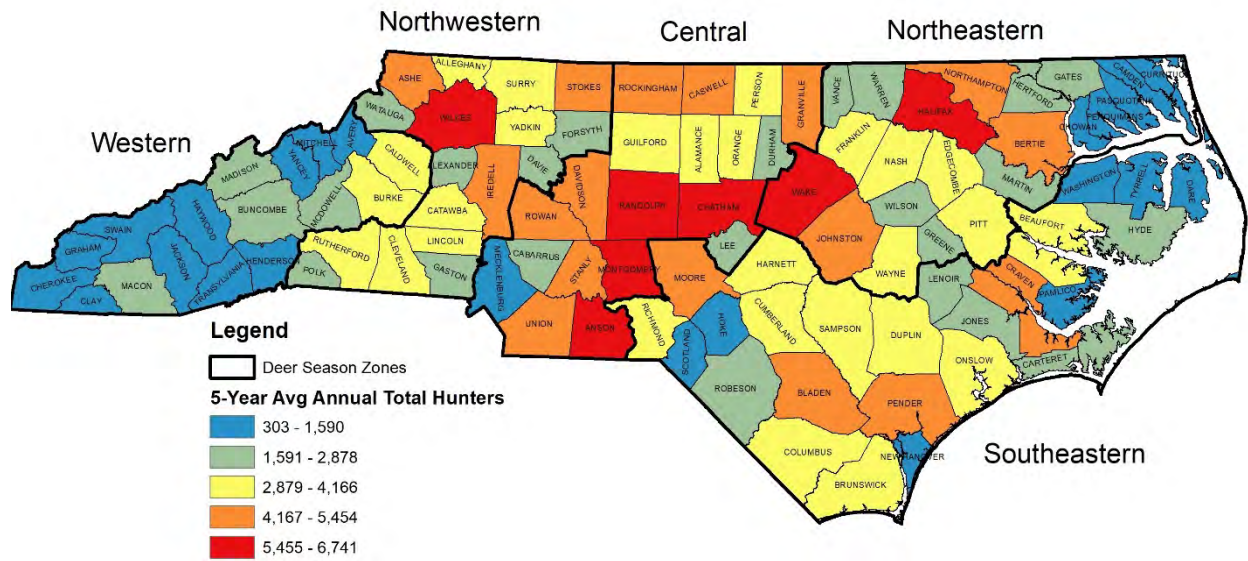 Northwestern
Central
Northeastern
Western
Southeastern
ASHE
ALLEGHANY
SURRY
STOKES
ROCKINGHAM
CASWELL
PERSON
GRANVILLE
VANCE
WARREN
NORTHAMPTON
HERTFORD
GATES
CAMDEN
CURRITUCK
WATAUGA
WILKES
YADKIN
FORSYTH
GUILFORD
ALAMANCE
ORANGE
DURHAM
FRANKLIN
HALIFAX
BERTIE
CHOWAN
PERQUIMANS
PASQUOTANK
AVERY
MITCHELL
YANCEY
MADISON
CALDWELL
ALEXANDER
IREDELL
DAVIE
DAVIDSON
RANDOLPH
CHATHAM
WAKE
NASH
EDGECOMBE
MARTIN
WASHINGTON
TYRRELL
DARE
BUNCOMBE
MCDOWELL
BURKE
CATAWBA
ROWAN
LEE
JOHNSTON
WILSON
GREENE
PITT
BEAUFORT
HYDE
SWAIN
HAYWOOD
GRAHAM
JACKSON
CHEROKEE
CLAY
MACON
TRANSYLVANIA
HENDERSON
POLK
RUTHERFORD
CLEVELAND
LINCOLN
GASTON
MECKLENBURG
CABARRUS
STANLY
MONTGOMERY
MOORE
HARNETT
WAYNE
LENOIR
CRAVEN
PAMLICO
JONES
CARTERET
UNION
ANSON
RICHMOND
SCOTLAND
HOKE
CUMBERLAND
SAMPSON
DUPLIN
ONSLOW
ROBESON
BLADEN
PENDER
COLUMBUS
BRUNSWICK
NEW HANOVER
Legend
Deer Season Zones
5-Year Avg Annual Total Hunters
303 - 1,590
1,591 - 2,878
2,879 - 4,166
4,167 - 5,454
5,455 - 6,741